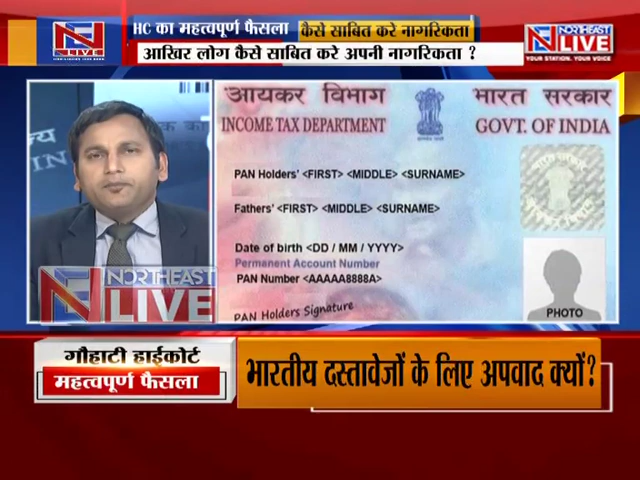 NE
LIVE
HC का महत्वपूर्ण फैसला
कैसे साबित करे नागरिकता
आखिर लोग कैसे साबित करे अपनी नागरिकता ?
NORTHEAST
LIVE
YOUR STATION. YOUR VOICE
आयकर विभाग
भारत सरकार
INCOME TAX DEPARTMENT
GOVT. OF INDIA
PAN Holders' <FIRST> <MIDDLE> <SURNAME>
Fathers' <FIRST> <MIDDLE> <SURNAME>
Date of birth <DD / MM / YYYY>
Permanent Account Number
PAN Number <AAAAA8888A>
PAN Holders Signature
PHOTO
NORTHEAST
LIVE
गौहाटी हाईकोर्ट
महत्वपूर्ण फैसला
भारतीय दस्तावेजों के लिए अपवाद क्यों?